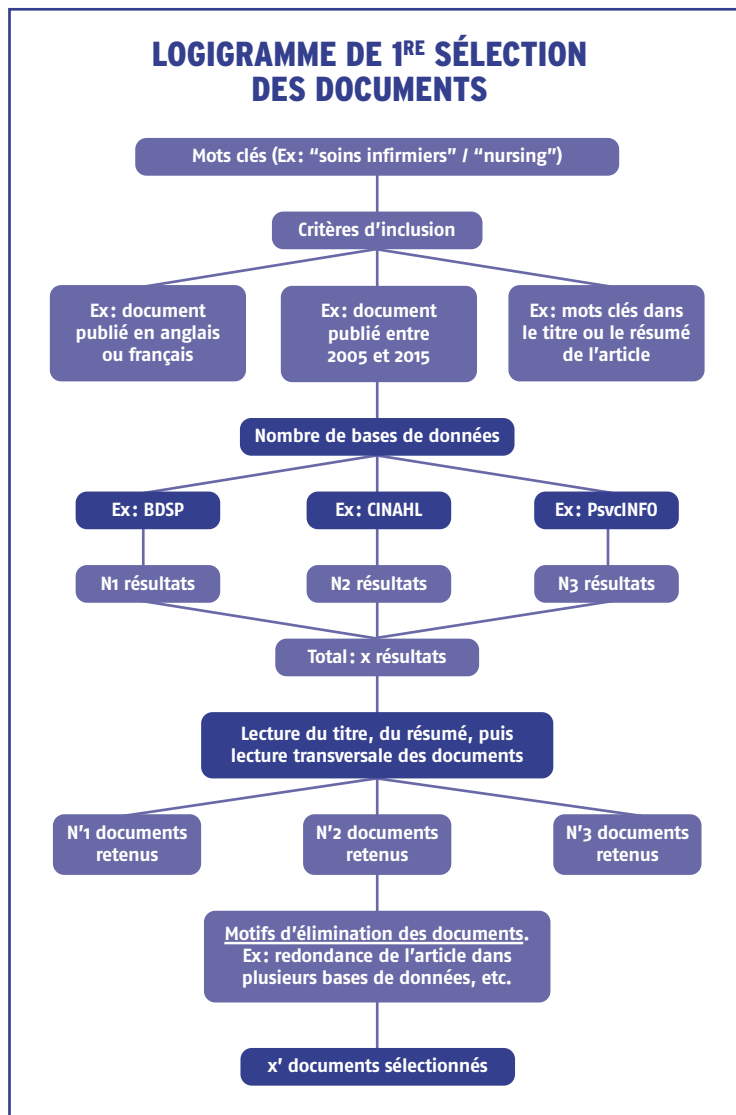 LOGIGRAMME DE 1RE SÉLECTION
DES DOCUMENTS
Mots clés (Ex: “soins infirmiers” / “nursing”)
Critères d’inclusion
Ex: document
publié en anglais
ou français
Ex: document
publié entre
2005 et 2015
Ex: mots clés dans
le titre ou le résumé
de l’article
Nombre de bases de données
Ex: BDSP
Ex: CINAHL
Ex: PsvcINFO
N1 résultats
N2 résultats
N3 résultats
Total: x résultats
Lecture du titre, du résumé, puis
lecture transversale des documents
N’1 documents
retenus
N’2 documents
retenus
N’3 documents
retenus
Motifs d’élimination des documents.
Ex: redondance de l’article dans
plusieurs bases de données, etc.
x’ documents sélectionnés